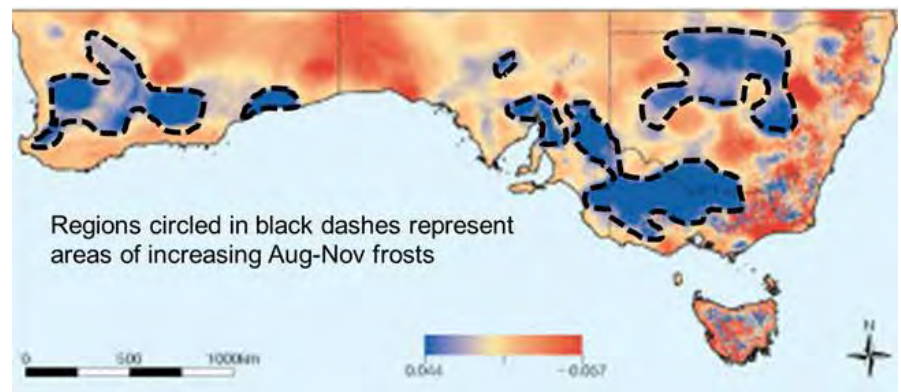 Regions circled in black dashes represent
areas of increasing Aug-Nov frosts
N
0 500 1000km
0.044 - 0.057